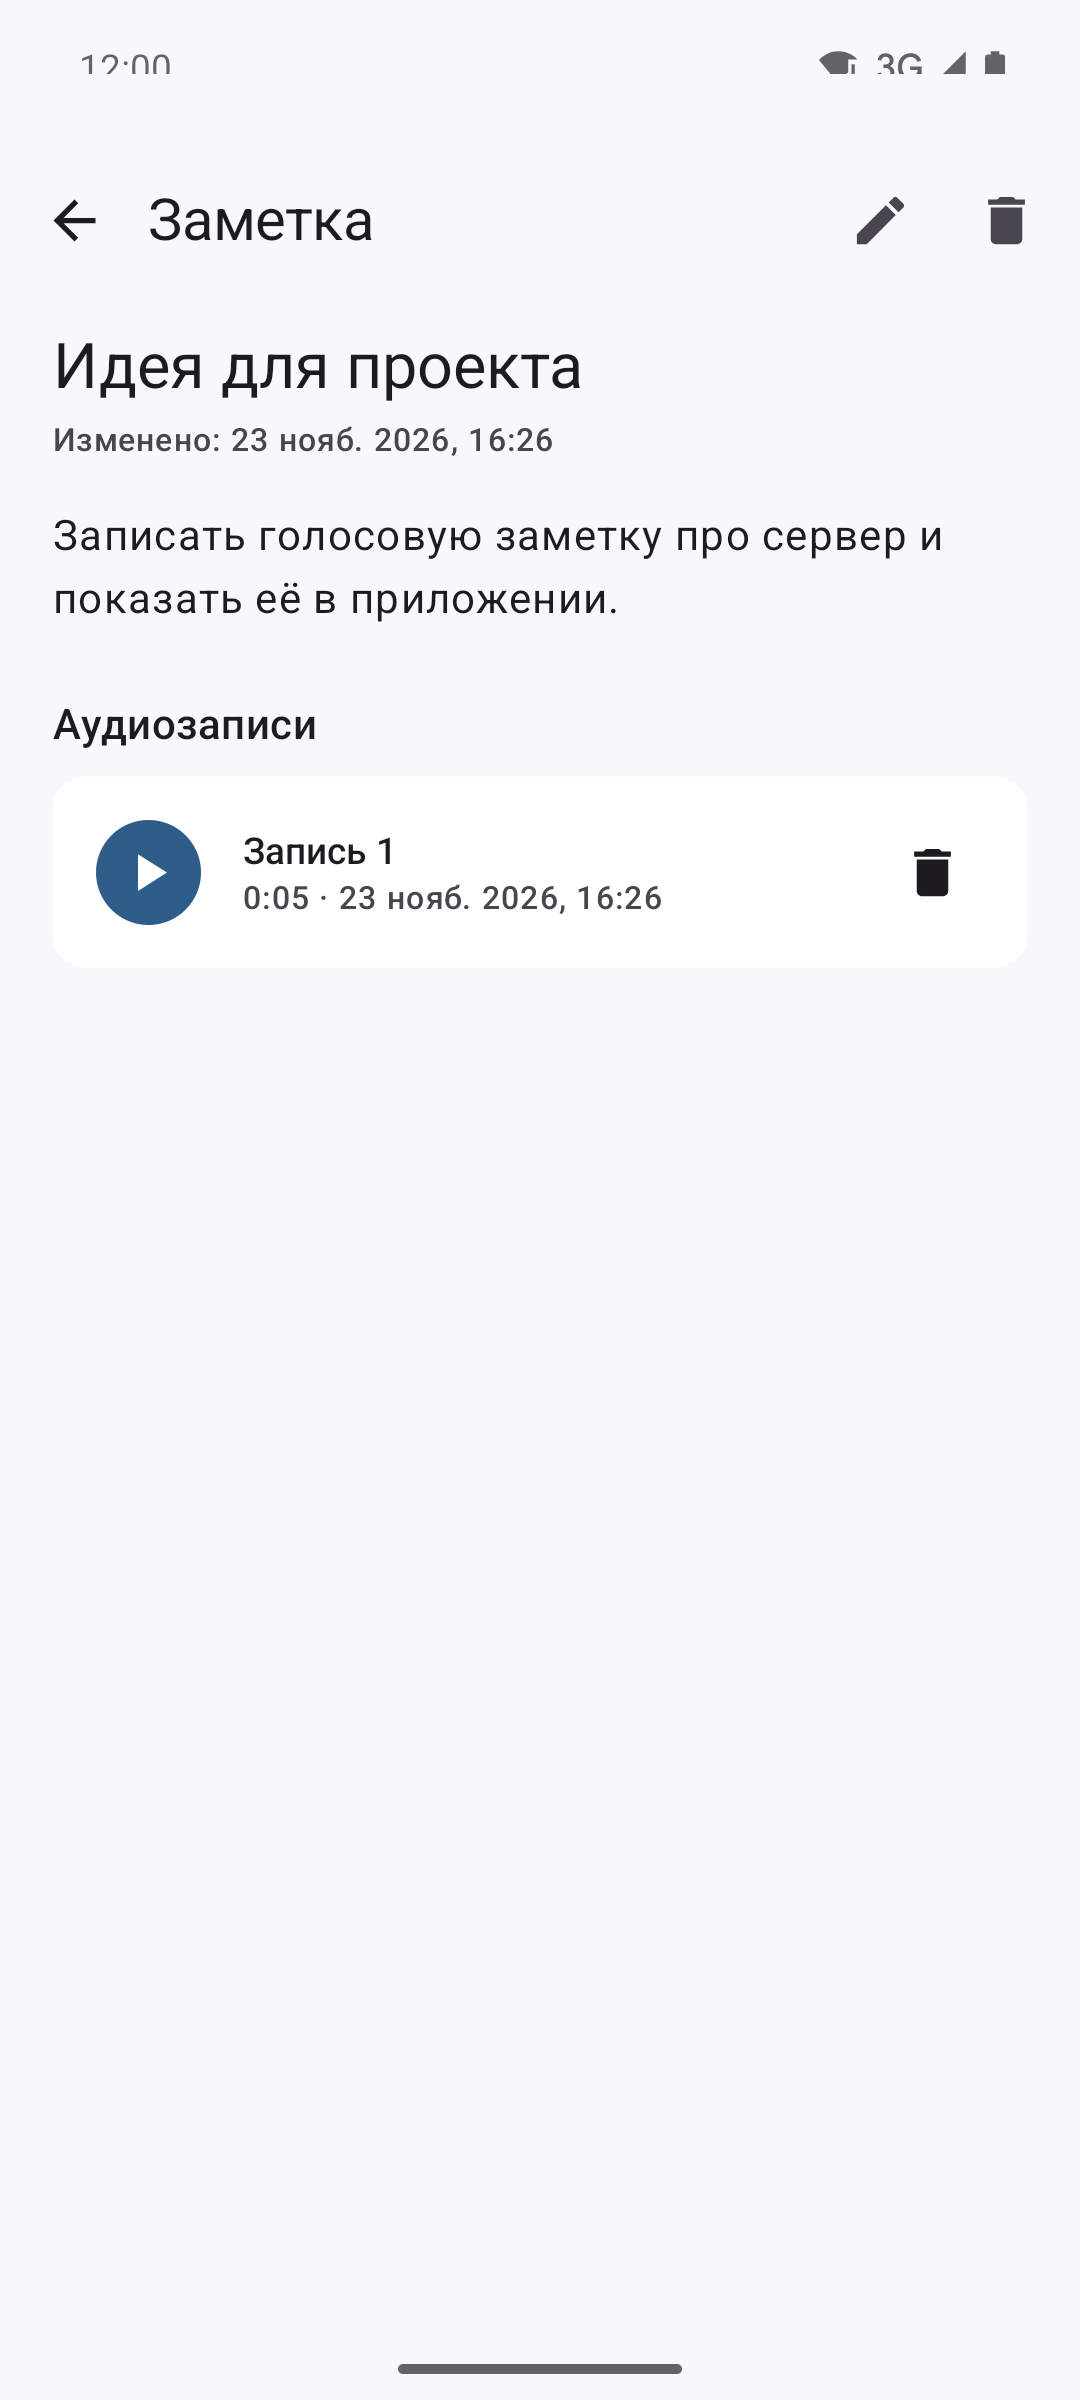 12:00 3G
Заметка
Идея для проекта
Изменено: 23 нояб. 2026, 16:26
Записать голосовую заметку про сервер и
показать её в приложении.
Аудиозаписи
Запись 1
0:05 · 23 нояб. 2026, 16:26